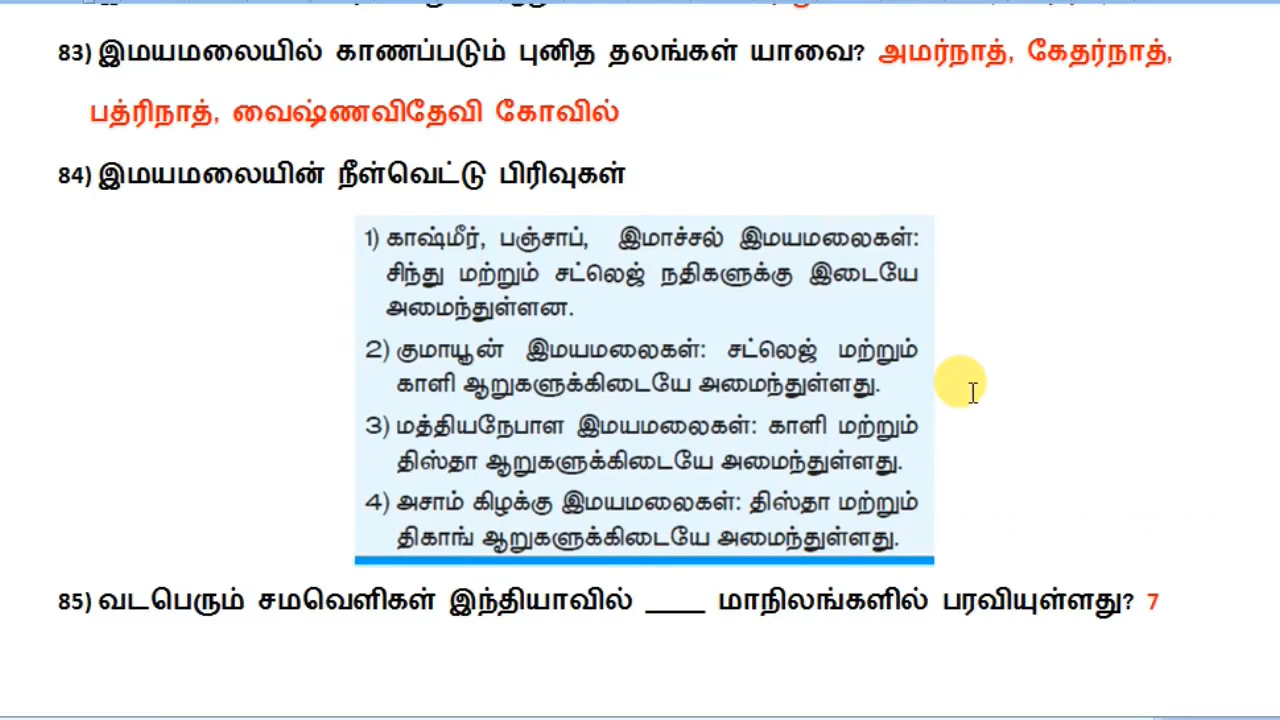 83) இமயமலையில் காணப்படும் புனித தலங்கள் யாவை? அமர்நாத், கேதர்நாத்,
பத்ரிநாத், வைஷ்ணவிதேவி கோவில்
84) இமயமலையின் நீள்வெட்டு பிரிவுகள்
1) காஷ்மீர், பஞ்சாப், இமாச்சல் இமயமலைகள்:
சிந்து மற்றும் சட்லெஜ் நதிகளுக்கு இடையே
அமைந்துள்ளன.
2) குமாயூன் இமயமலைகள்: சட்லெஜ் மற்றும்
காளி ஆறுகளுக்கிடையே அமைந்துள்ளது.
3) மத்தியநேபாள இமயமலைகள்: காளி மற்றும்
திஸ்தா ஆறுகளுக்கிடையே அமைந்துள்ளது.
4) அசாம் கிழக்கு இமயமலைகள்: திஸ்தா மற்றும்
திகாங் ஆறுகளுக்கிடையே அமைந்துள்ளது.
85) வடபெரும் சமவெளிகள் இந்தியாவில் ____ மாநிலங்களில் பரவியுள்ளது? 7